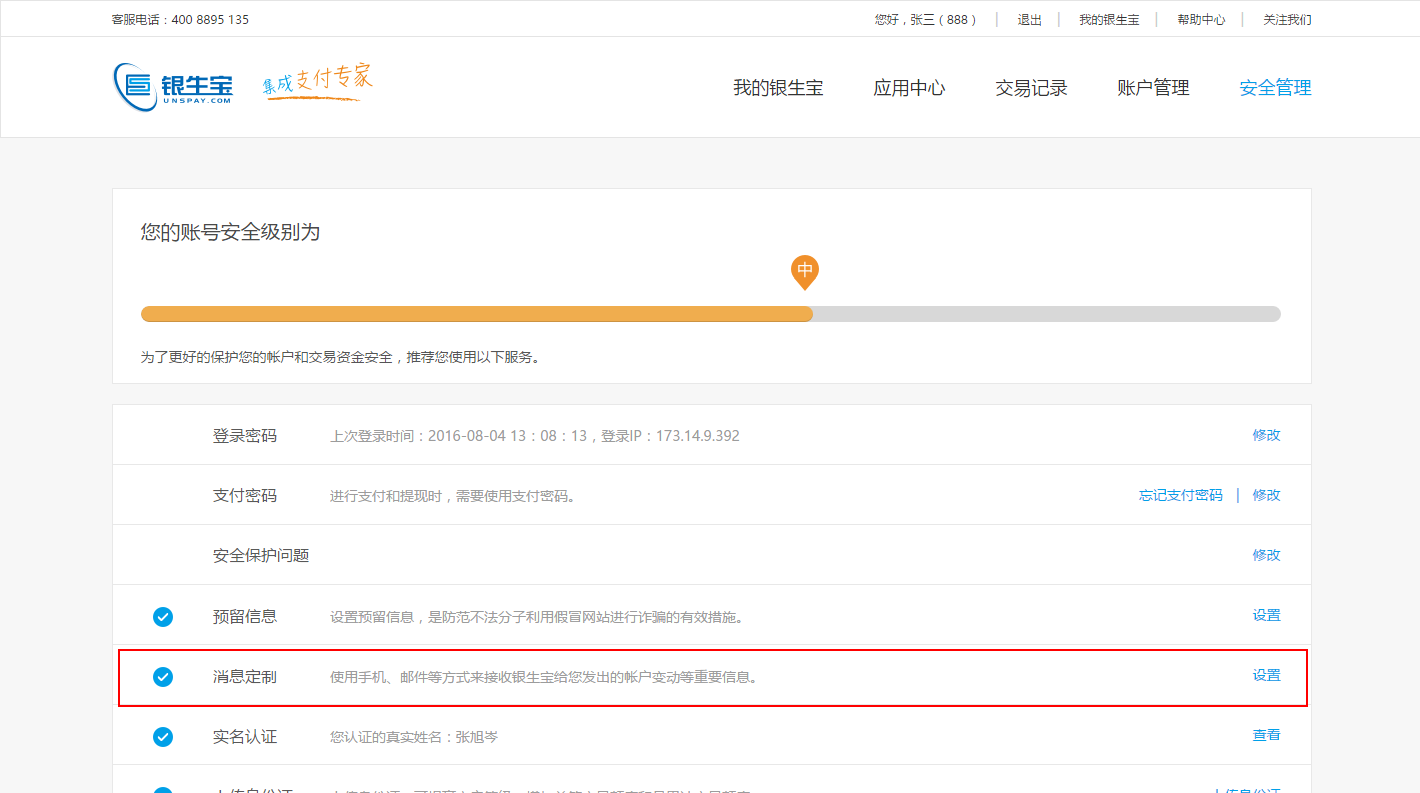 客服电话：400 8895 135
您好，张三（888） | 退出 | 我的银生宝 | 帮助中心 | 关注我们
银生宝
UNSPAY.COM
集成支付专家
我的银生宝 应用中心 交易记录 账户管理 安全管理
您的账号安全级别为
中
为了更好的保护您的帐户和交易资金安全，推荐您使用以下服务。
登录密码 上次登录时间：2016-08-04 13：08：13，登录IP：173.14.9.392 修改
支付密码 进行支付和提现时，需要使用支付密码。 忘记支付密码 | 修改
安全保护问题 修改
预留信息 设置预留信息，是防范不法分子利用假冒网站进行诈骗的有效措施。 设置
消息定制 使用手机、邮件等方式来接收银生宝给您发出的帐户变动等重要信息。 设置
实名认证 您认证的真实姓名：张旭岑 查看